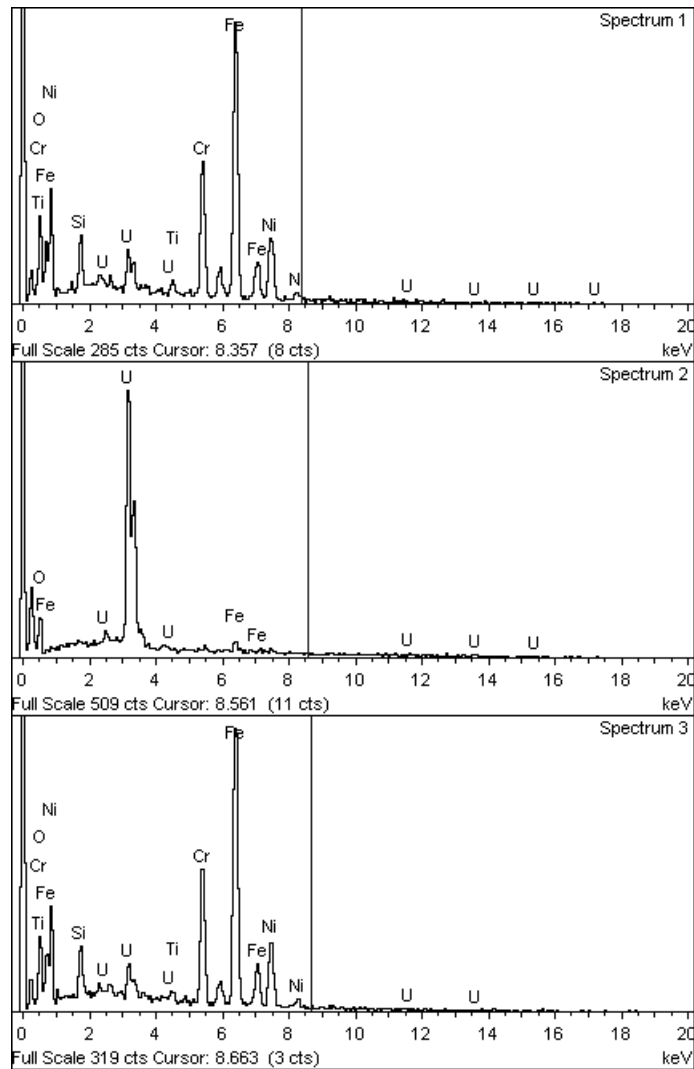 Spectrum 1
Fe
Ni
O
Cr
Cr
Fe
Ti
Si
U
U
Ti
U
Ni
Fe
N
U
U
U
U
0 2 4 6 8 10 12 14 16 18 20
Full Scale 285 cts Cursor: 8.357 (8 cts)
keV
Spectrum 2
U
O
Fe
U
U
Fe
Fe
U
U
U
0 2 4 6 8 10 12 14 16 18 20
Full Scale 509 cts Cursor: 8.561 (11 cts)
keV
Spectrum 3
Fe
Ni
O
Cr
Cr
Fe
Ti
Si
U
U
Ti
U
Ni
Fe
Ni
U
U
0 2 4 6 8 10 12 14 16 18 20
Full Scale 319 cts Cursor: 8.663 (3 cts)
keV